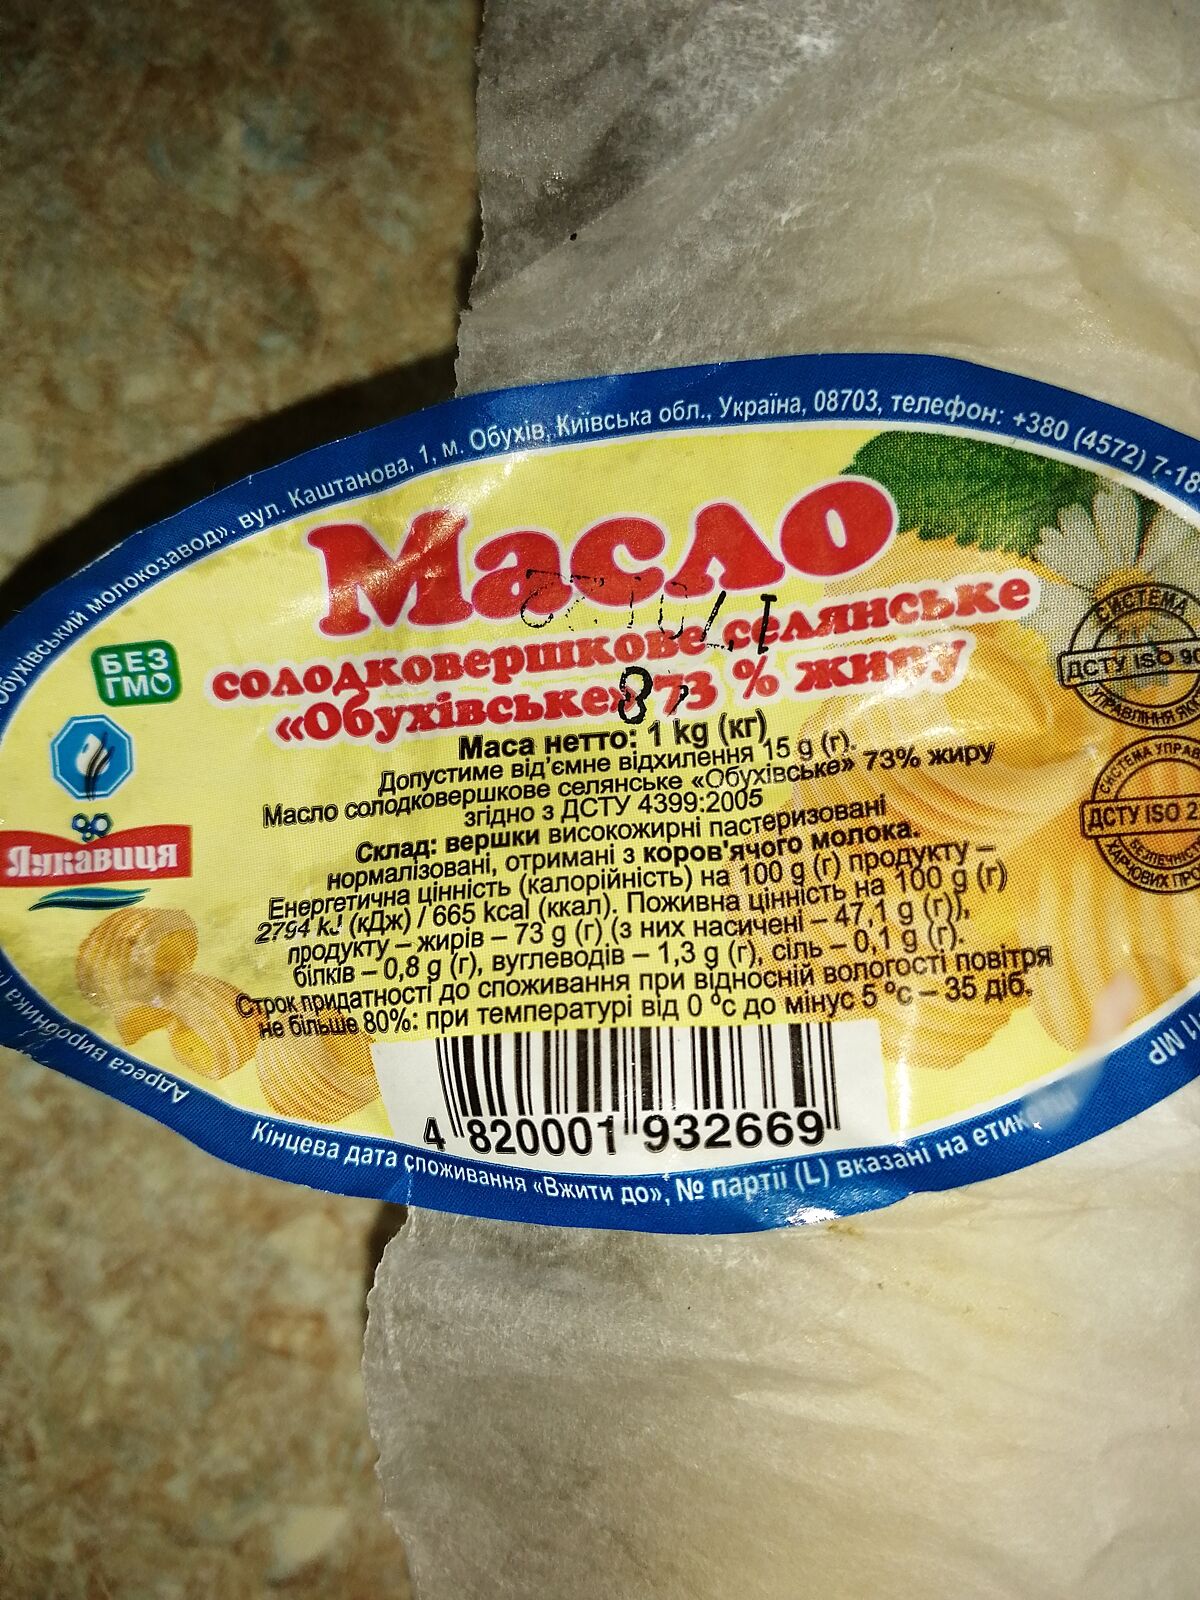 Обухівський молокозавод». вул. Каштанова, 1, м. Обухів, Київська обл., Україна, 08703, телефон: +380 (4572) 7-18
Масло
солодковершкове селянське
«Обухівське» 73 % жиру
8
БЕЗ
ГМО
Лукавиця
Маса нетто: 1 kg (кг),
Допустиме від'ємне відхилення 15 g (г).
Масло солодковершкове селянське «Обухівське» 73% жиру
згідно з ДСТУ 4399:2005
Склад: вершки високожирні пастеризовані
нормалізовані, отримані з коров'ячого молока.
Енергетична цінність (калорійність) на 100 g (г) продукту –
2794 kJ (кДж) / 665 kcal (ккал). Поживна цінність на 100 g (г)
продукту – жирів – 73 g (г) (з них насичені – 47,1 g (г)),
білків – 0,8 g (г), вуглеводів – 1,3 g (г), сіль – 0,1 g (г).
Строк придатності до споживання при відносній вологості повітря
не більше 80%: при температурі від 0 °c до мінус 5 °c – 35 діб.
СИСТЕМА
ДСТУ ISO 90
УПРАВЛІННЯ
СИСТЕМА
ДСТУ ISO 2
4 820001 932669
Адреса виробника
Кінцева дата споживання «Вжити до», № партії (L) вказані на